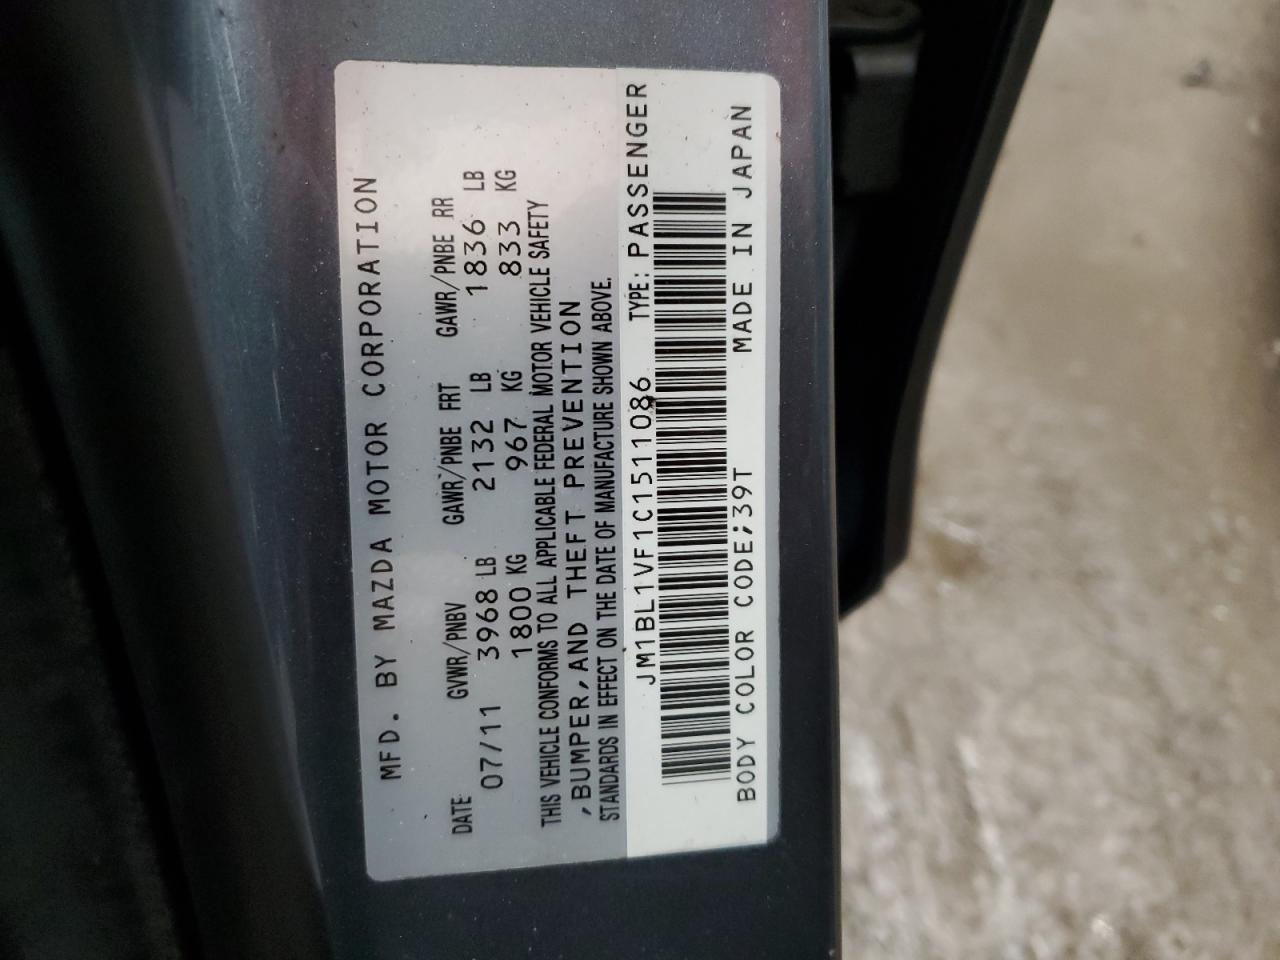 MFD. BY MAZDA MOTOR CORPORATION
DATE GVWR/PNBV GAWR/PNBE FRT GAWR/PNBE RR
07/11 3968 LB 2132 LB 1836 LB
1800 KG 967 KG 833 KG
THIS VEHICLE CONFORMS TO ALL APPLICABLE FEDERAL MOTOR VEHICLE SAFETY
,BUMPER,AND THEFT PREVENTION
STANDARDS IN EFFECT ON THE DATE OF MANUFACTURE SHOWN ABOVE.
JM1BL1VF1C1511086 TYPE: PASSENGER
BODY COLOR CODE;39T MADE IN JAPAN